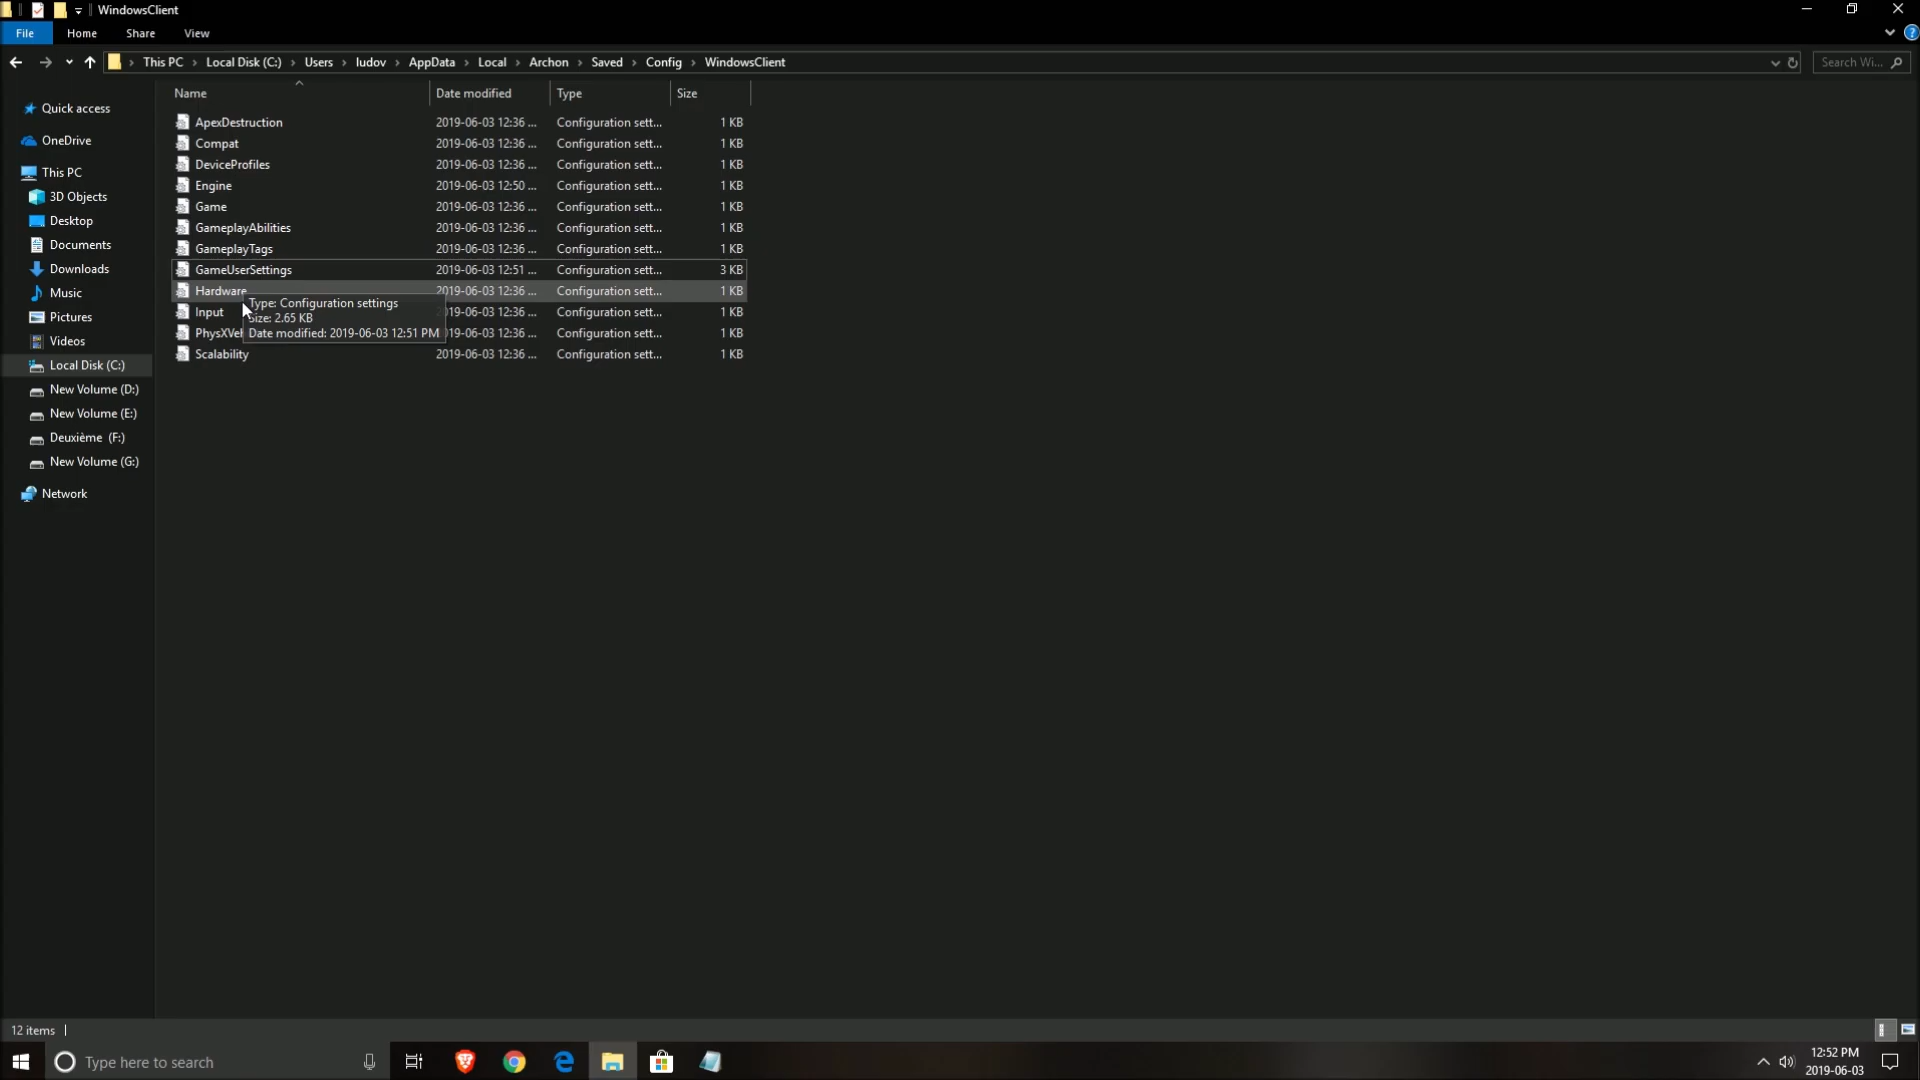 WindowsClient
File Home Share View
This PC Local Disk (C:) Users ludov AppData Local Archon Saved Config WindowsClient Search Wi...
Name Date modified Type Size
Quick access
OneDrive
This PC
3D Objects
Desktop
Documents
Downloads
Music
Pictures
Videos
Local Disk (C:)
New Volume (D:)
New Volume (E:)
Deuxième (F:)
New Volume (G:)
Network
ApexDestruction 2019-06-03 12:36 ... Configuration sett... 1 KB
Compat 2019-06-03 12:36 ... Configuration sett... 1 KB
DeviceProfiles 2019-06-03 12:36 ... Configuration sett... 1 KB
Engine 2019-06-03 12:50 ... Configuration sett... 1 KB
Game 2019-06-03 12:36 ... Configuration sett... 1 KB
GameplayAbilities 2019-06-03 12:36 ... Configuration sett... 1 KB
GameplayTags 2019-06-03 12:36 ... Configuration sett... 1 KB
GameUserSettings 2019-06-03 12:51 ... Configuration sett... 3 KB
Hardware 2019-06-03 12:36 ... Configuration sett... 1 KB
Input 19-06-03 12:36 ... Configuration sett... 1 KB
PhysXVeh 19-06-03 12:36 ... Configuration sett... 1 KB
Scalability 2019-06-03 12:36 ... Configuration sett... 1 KB
Type: Configuration settings
Size: 2.65 KB
Date modified: 2019-06-03 12:51 PM
12 items
Type here to search
12:52 PM
2019-06-03